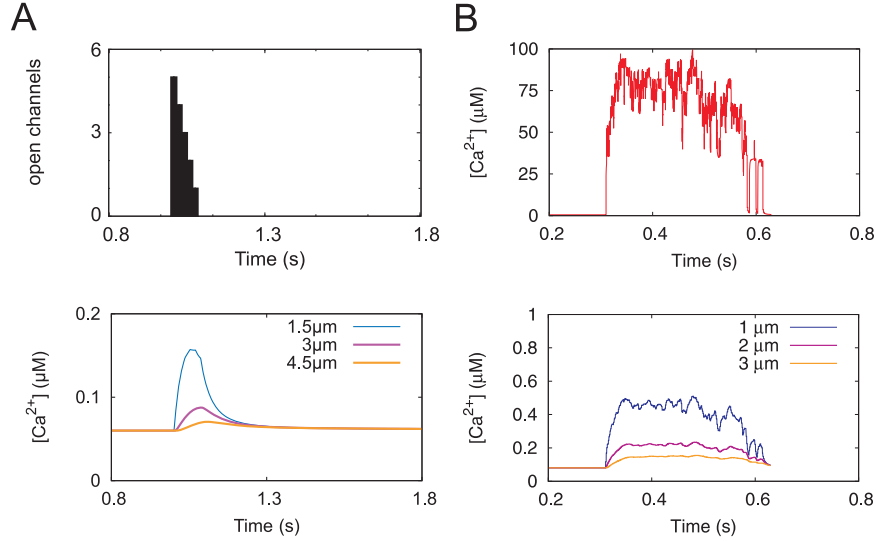 A
open channels
6
3
0
0.8
1.3
1.8
Time (s)
B
[Ca2+] (μM)
100
75
50
25
0
0.2
0.4
0.6
0.8
Time (s)
[Ca2+] (μM)
0.2
0.1
0
1.5μm
3μm
4.5μm
0.8
1.3
1.8
Time (s)
[Ca2+] (μM)
1
0.8
0.6
0.4
0.2
0
1 μm
2 μm
3 μm
0.2
0.4
0.6
0.8
Time (s)